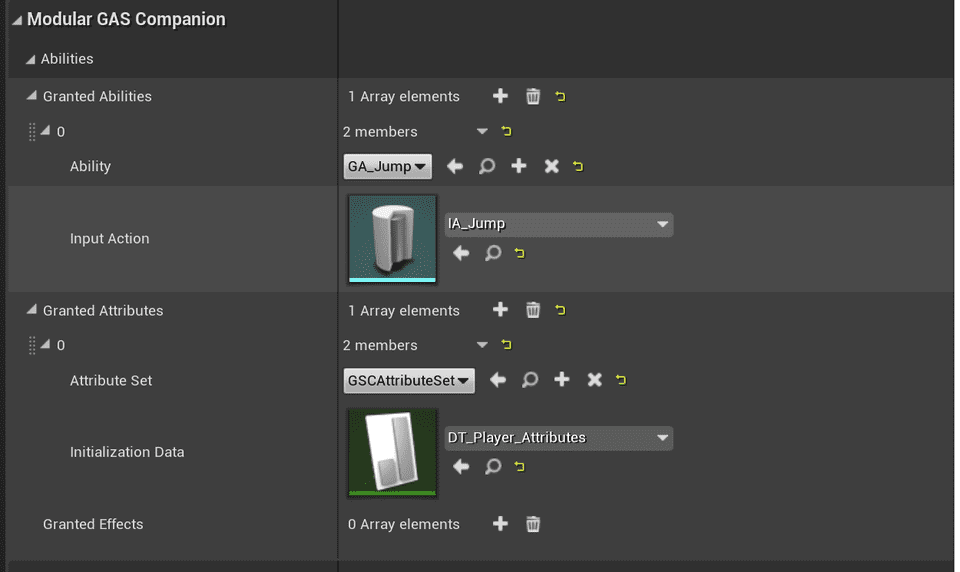 Modular GAS Companion
Abilities
Granted Abilities 1 Array elements
0 2 members
Ability GA_Jump
Input Action IA_Jump
Granted Attributes 1 Array elements
0 2 members
Attribute Set GSCAttributeSet
Initialization Data DT_Player_Attributes
Granted Effects 0 Array elements